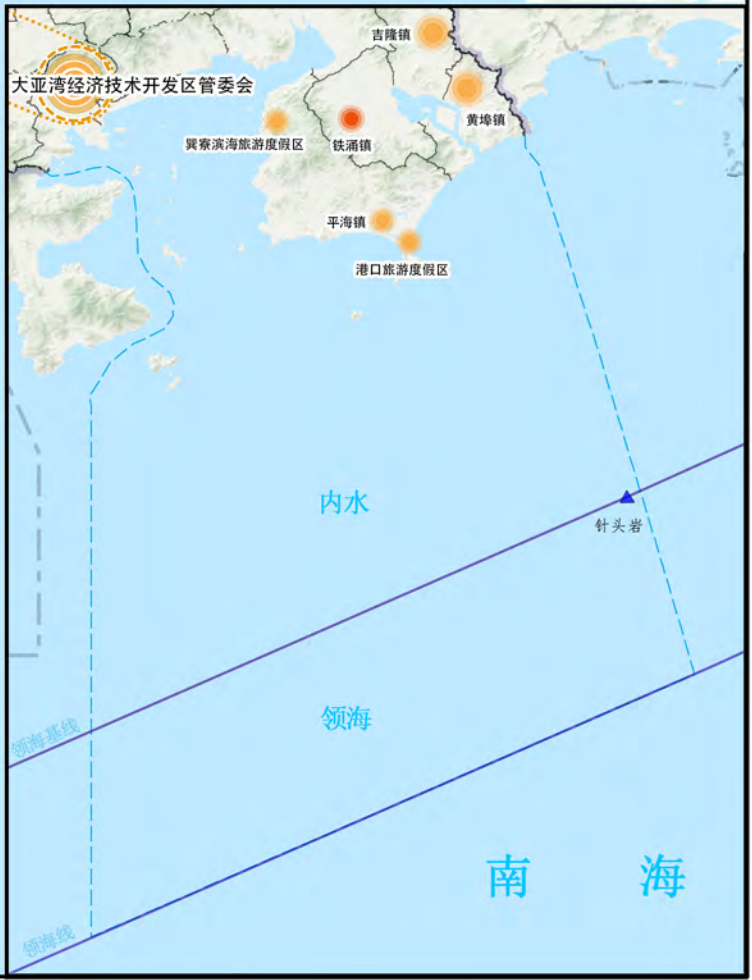 吉隆镇
大亚湾经济技术开发区管委会
黄埠镇
巽寮滨海旅游度假区
铁涌镇
平海镇
港口旅游度假区
内水
针头岩
领海
领海基线
南 海
领海线